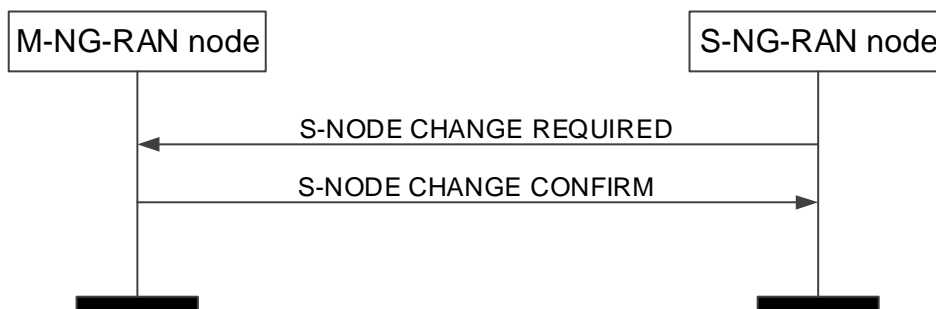 M-NG-RAN node
S-NG-RAN node
S-NODE CHANGE REQUIRED
S-NODE CHANGE CONFIRM